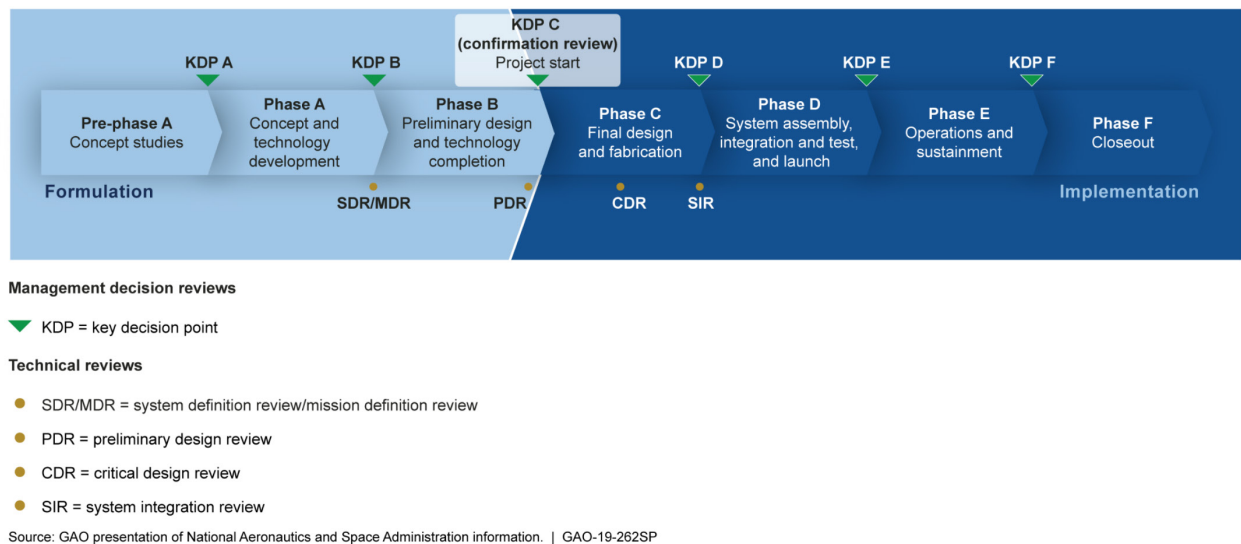 KDP C
(confirmation review)
Project start
KDP A
KDP B
KDP D
KDP E
KDP F
Pre-phase A
Concept studies
Phase A
Concept and
technology
development
Phase B
Preliminary design
and technology
completion
Phase C
Final design
and fabrication
Phase D
System assembly,
integration and test,
and launch
Phase E
Operations and
sustainment
Phase F
Closeout
Formulation
Implementation
SDR/MDR
PDR
CDR
SIR
Management decision reviews
KDP = key decision point
Technical reviews
SDR/MDR = system definition review/mission definition review
PDR = preliminary design review
CDR = critical design review
SIR = system integration review
Source: GAO presentation of National Aeronautics and Space Administration information. | GAO-19-262SP